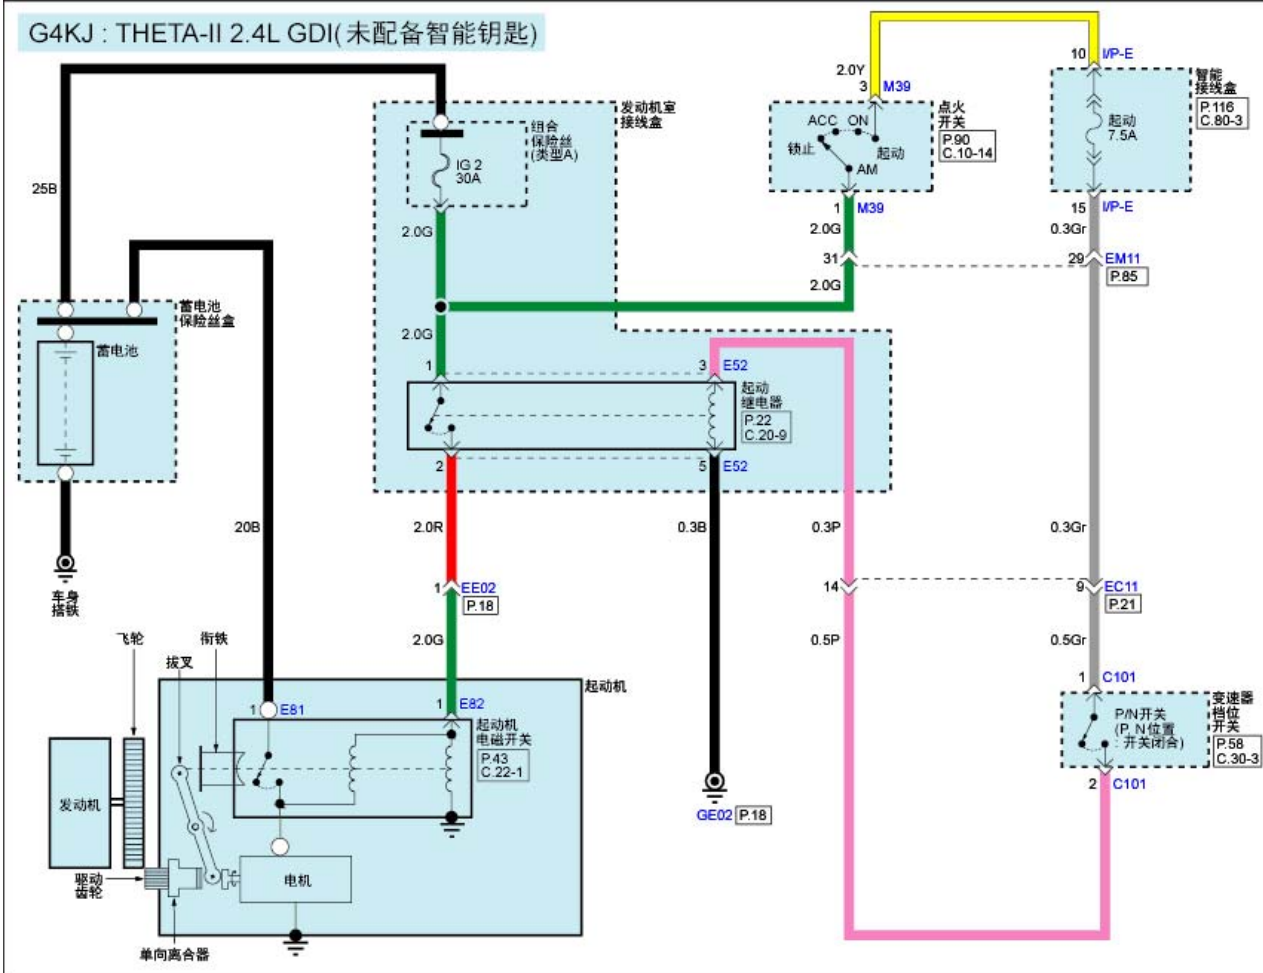 G4KJ : THETA-II 2.4L GDI(未配备智能钥匙)
25B
蓄电池
保险丝盒
蓄电池
车身
搭铁
20B
发动机室
接线盒
组合
保险丝
(类型A)
IG 2
30A
2.0G
2.0G
1
3 E52
起动
继电器
P.22
C.20-9
2
5 E52
2.0R
0.3B
1 EE02
P.18
2.0G
GE02 P.18
2.0Y
3 M39
点火
开关
P.90
C.10-14
ACC ON
锁止
起动
AM
1 M39
2.0G
31
2.0G
10 I/P-E
智能
接线盒
P.116
C.80-3
起动
7.5A
15 I/P-E
0.3Gr
29 EM11
P.85
0.3P
0.3Gr
14
9 EC11
P.21
0.5P
0.5Gr
1 C101
变速器
档位
开关
P.58
C.30-3
P/N开关
(P, N位置
: 开关闭合)
2 C101
飞轮
拨叉
衔铁
起动机
1 E81
1 E82
起动机
电磁开关
P.43
C.22-1
发动机
驱动
齿轮
单向离合器
电机